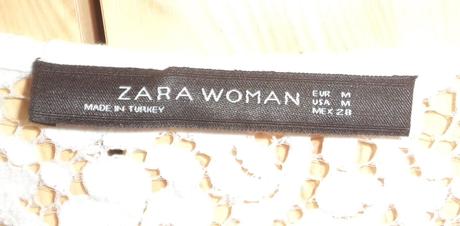 ZARA WOMAN
MADE IN TURKEY
EUR M
USA M
MEX 28